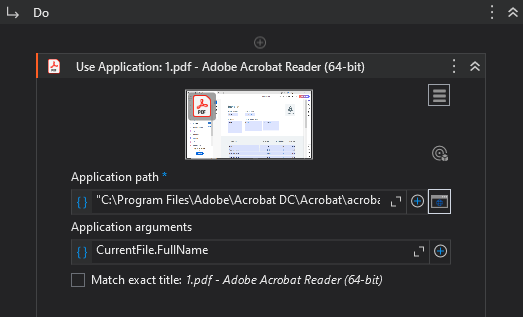 Do
Use Application: 1.pdf - Adobe Acrobat Reader (64-bit)
PDF
Application path *
"C:\Program Files\Adobe\Acrobat DC\Acrobat\acroba
Application arguments
CurrentFile.FullName
Match exact title: 1.pdf - Adobe Acrobat Reader (64-bit)